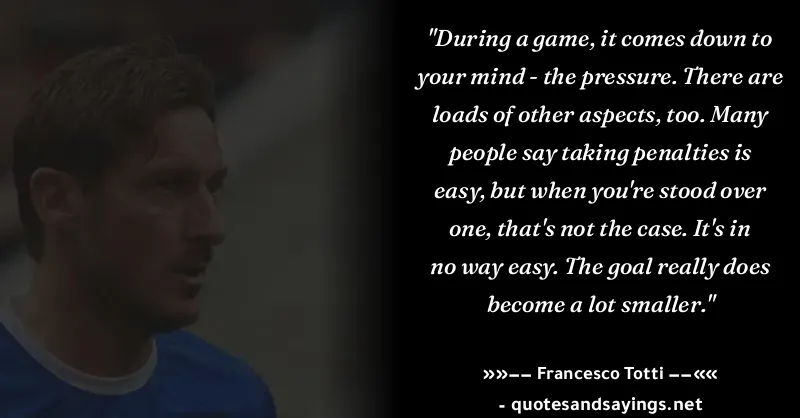 "During a game, it comes down to
your mind - the pressure. There are
loads of other aspects, too. Many
people say taking penalties is
easy, but when you're stood over
one, that's not the case. It's in
no way easy. The goal really does
become a lot smaller."
»»−− Francesco Totti −−««
- quotesandsayings.net